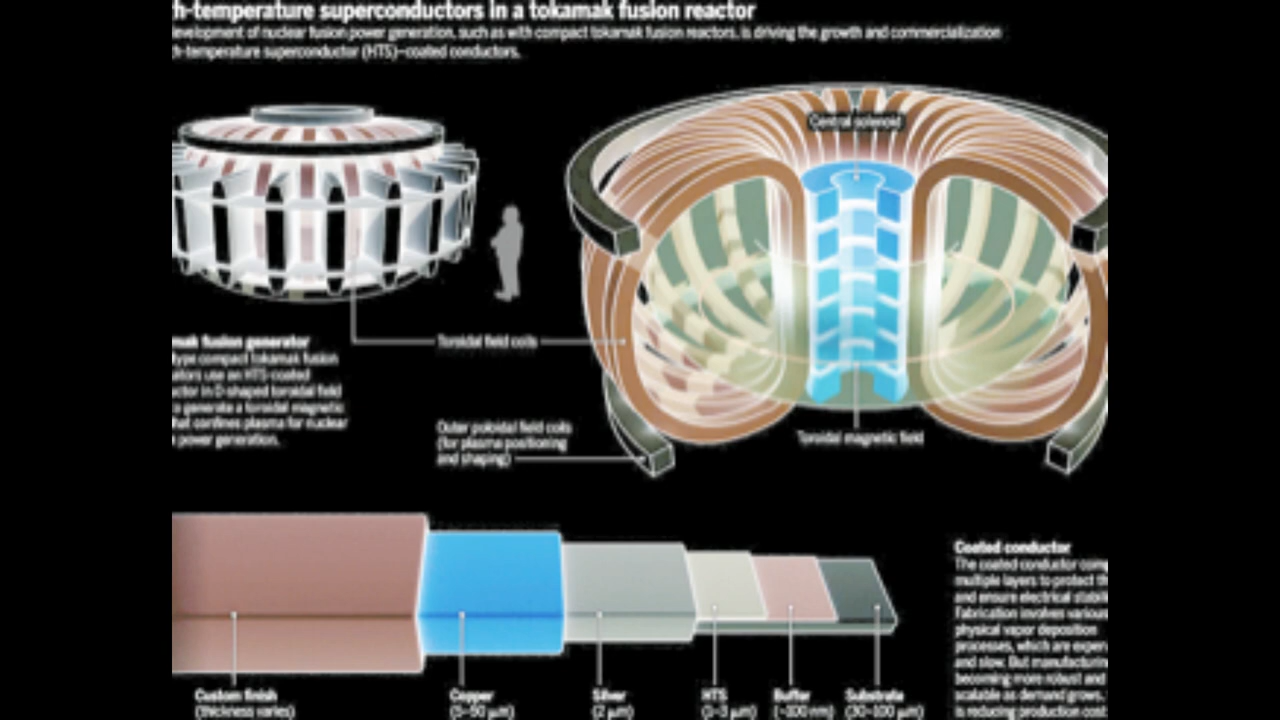 h-temperature superconductors in a tokamak fusion reactor
evelopment of nuclear fusion power generation, such as with compact tokamak fusion reactors, is driving the growth and commercialization
h-temperature superconductor (HTS)–coated conductors.
Central solenoid
Toroidal field coils
mak fusion generator
type compact tokamak fusion
ators use an HTS-coated
uctor in D-shaped toroidal field
o generate a toroidal magnetic
hat confines plasma for nuclear
power generation.
Outer poloidal field coils
(for plasma positioning
and shaping)
Toroidal magnetic field
Custom finish
(thickness varies)
Copper
(5–50 μm)
Silver
(2 μm)
HTS
(1–3 μm)
Buffer
(~100 nm)
Substrate
(30–100 μm)
Coated conductor
The coated conductor comp
multiple layers to protect th
and ensure electrical stabili
Fabrication involves various
physical vapor deposition
processes, which are expen
and slow. But manufacturin
becoming more robust and
scalable as demand grows,
is reducing production cost